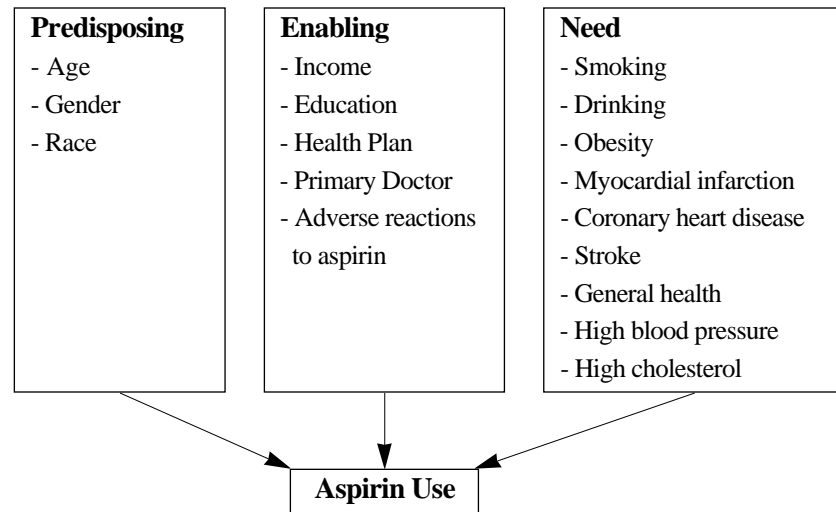 Predisposing
- Age
- Gender
- Race
Enabling
- Income
- Education
- Health Plan
- Primary Doctor
- Adverse reactions
to aspirin
Need
- Smoking
- Drinking
- Obesity
- Myocardial infarction
- Coronary heart disease
- Stroke
- General health
- High blood pressure
- High cholesterol
Aspirin Use